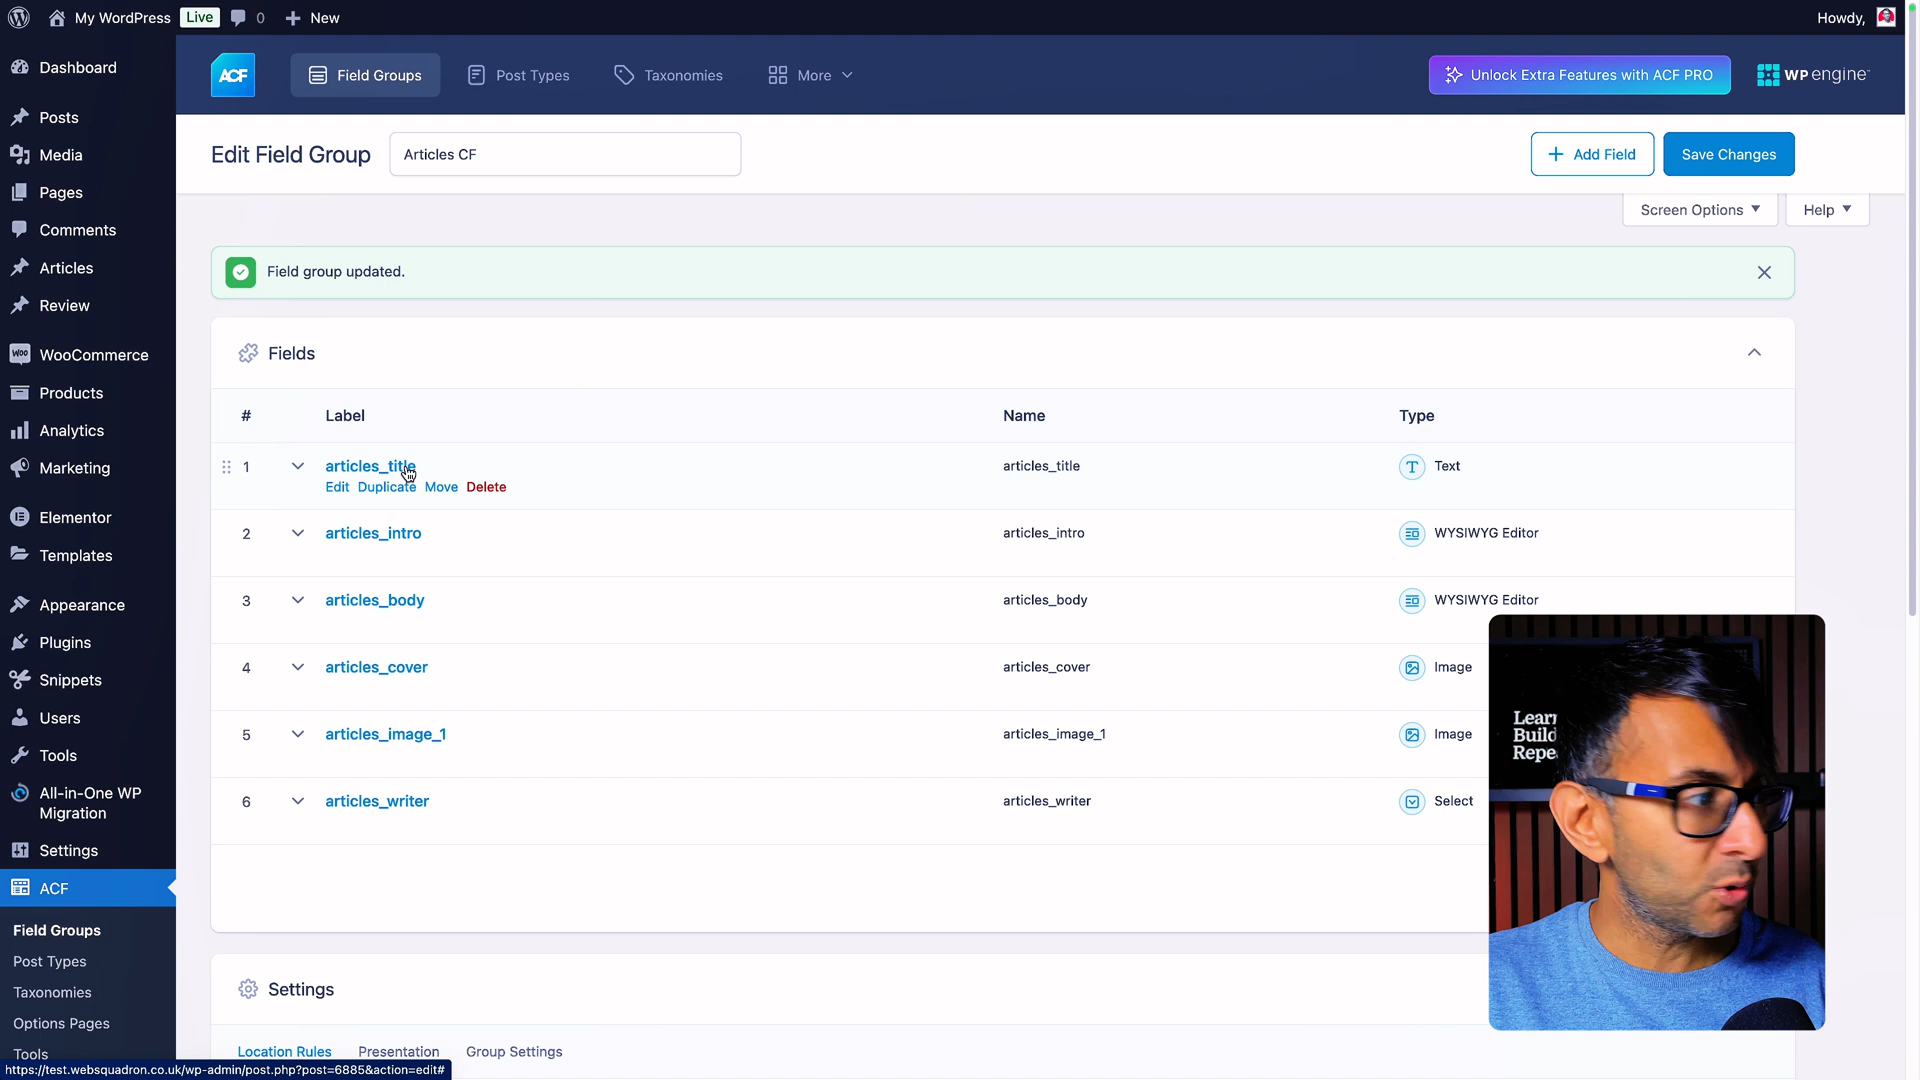 My WordPress Live 0 New Howdy,
Dashboard
Posts
Media
Pages
Comments
Articles
Review
WooCommerce
Products
Analytics
Marketing
Elementor
Templates
Appearance
Plugins
Snippets
Users
Tools
All-in-One WP
Migration
Settings
ACF
Field Groups
Post Types
Taxonomies
Options Pages
Tools
https://test.websquadron.co.uk/wp-admin/post.php?post=6885&action=edit#
ACF Field Groups Post Types Taxonomies More Unlock Extra Features with ACF PRO WP engine
Edit Field Group Articles CF Add Field Save Changes
Screen Options Help
Field group updated.
Fields
# Label Name Type
1 articles_title articles_title Text
Edit Duplicate Move Delete
2 articles_intro articles_intro WYSIWYG Editor
3 articles_body articles_body WYSIWYG Editor
4 articles_cover articles_cover Image
5 articles_image_1 articles_image_1 Image
6 articles_writer articles_writer Select
Learn
Build
Repe
Settings
Location Rules Presentation Group Settings